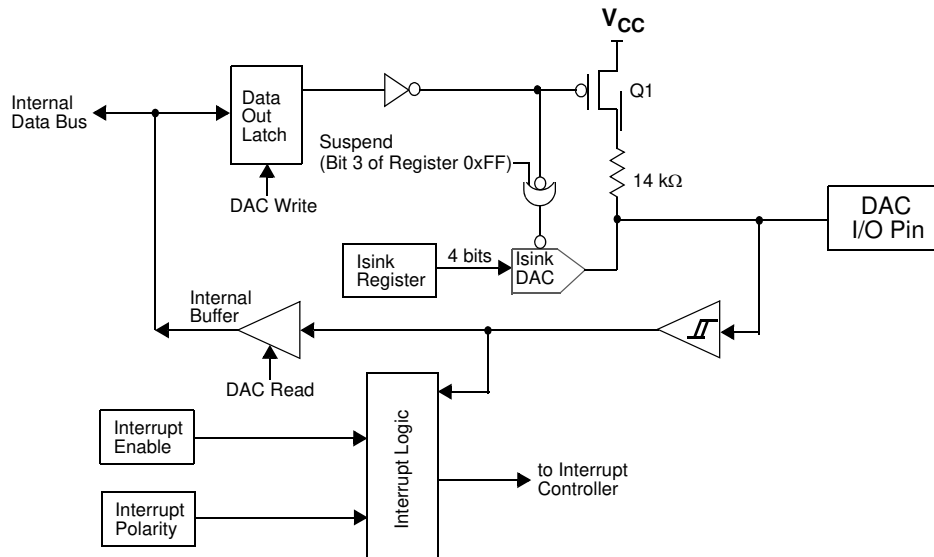 VCC
Internal
Data Bus
Data
Out
Latch
Q1
Suspend
(Bit 3 of Register 0xFF)
14 kΩ
DAC Write
DAC
I/O Pin
Isink
Register
4 bits
Isink
DAC
Internal
Buffer
DAC Read
Interrupt
Enable
Interrupt Logic
to Interrupt
Controller
Interrupt
Polarity